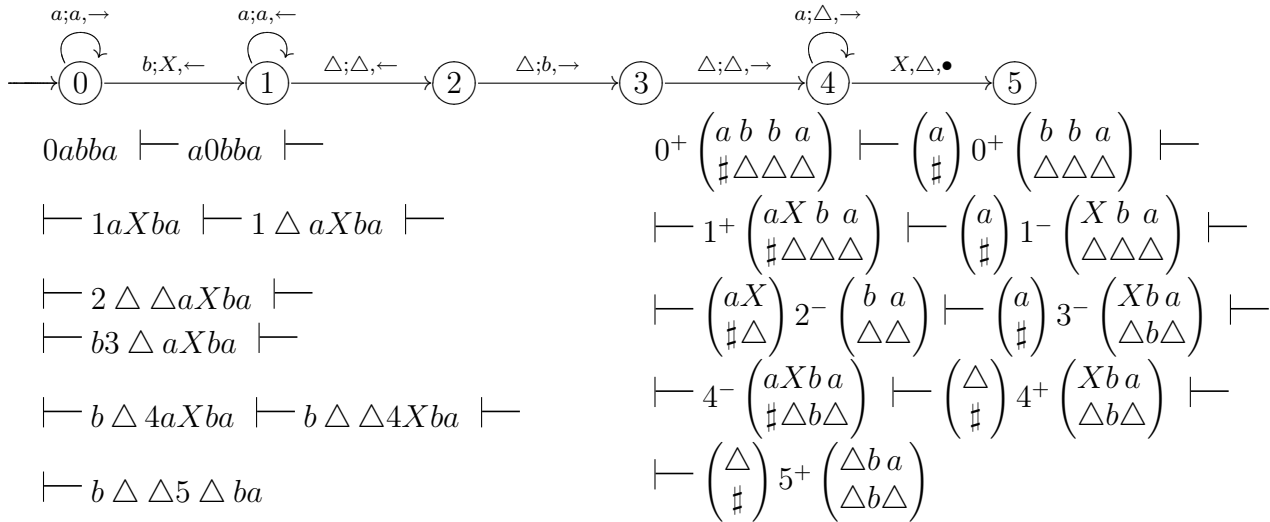 a;a,→ a;a,← a;△,→
b;X,← △;△,← △;b,→ △;△,→ X,△,●
0 1 2 3 4 5
0abba ⊢ a0bba ⊢
⊢ 1aXba ⊢ 1 △ aXba ⊢
⊢ 2 △ △aXba ⊢
⊢ b3 △ aXba ⊢
⊢ b △ 4aXba ⊢ b △ △4Xba ⊢
⊢ b △ △5 △ ba
0⁺ (a b b a / ♯△△△) ⊢ (a / ♯) 0⁺ (b b a / △△△) ⊢
⊢ 1⁺ (aX b a / ♯△△△) ⊢ (a / ♯) 1⁻ (X b a / △△△) ⊢
⊢ (aX / ♯△) 2⁻ (b a / △△) ⊢ (a / ♯) 3⁻ (Xb a / △b△) ⊢
⊢ 4⁻ (aXb a / ♯△b△) ⊢ (△ / ♯) 4⁺ (Xb a / △b△) ⊢
⊢ (△ / ♯) 5⁺ (△b a / △b△)